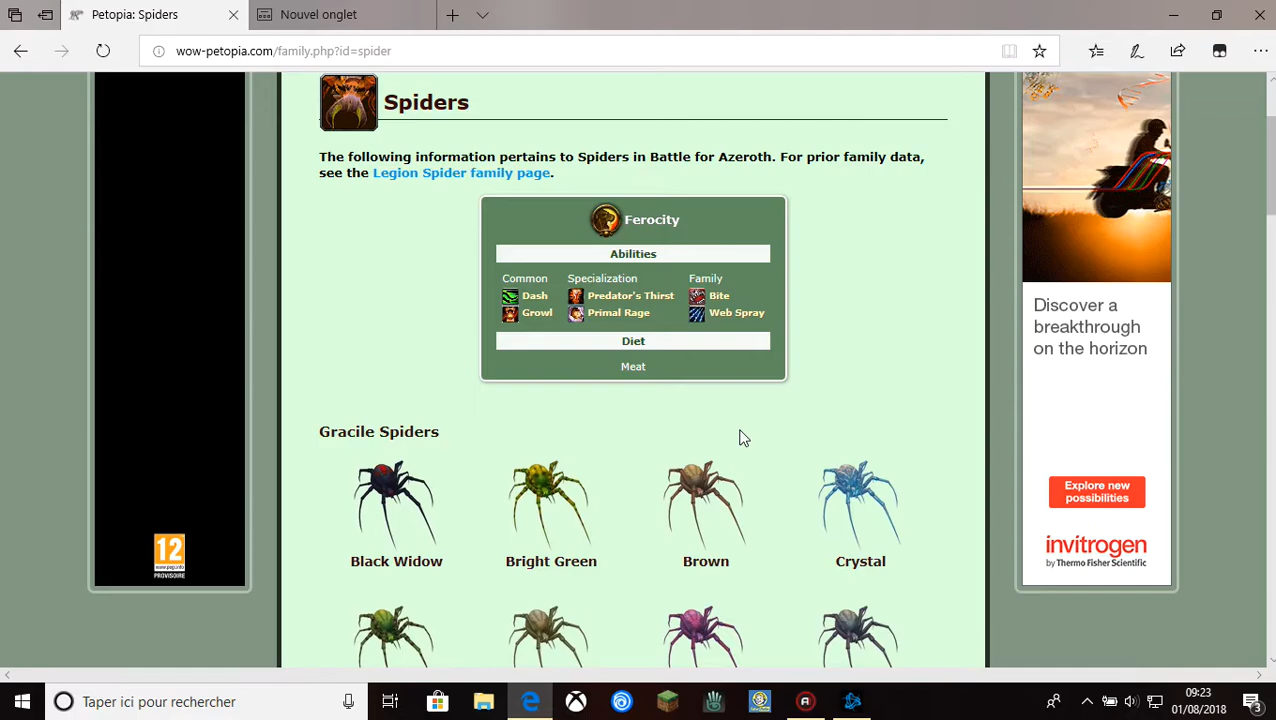 Petopia: Spiders
Nouvel onglet
wow-petopia.com/family.php?id=spider
Spiders
The following information pertains to Spiders in Battle for Azeroth. For prior family data,
see the Legion Spider family page.
Ferocity
Abilities
Common Specialization Family
Dash Predator's Thirst Bite
Growl Primal Rage Web Spray
Diet
Meat
Gracile Spiders
Black Widow Bright Green Brown Crystal
12
www.pegi.info
PROVISOIRE
Discover a
breakthrough
on the horizon
Explore new
possibilities
invitrogen
by Thermo Fisher Scientific
Taper ici pour rechercher
09:23
01/08/2018
3